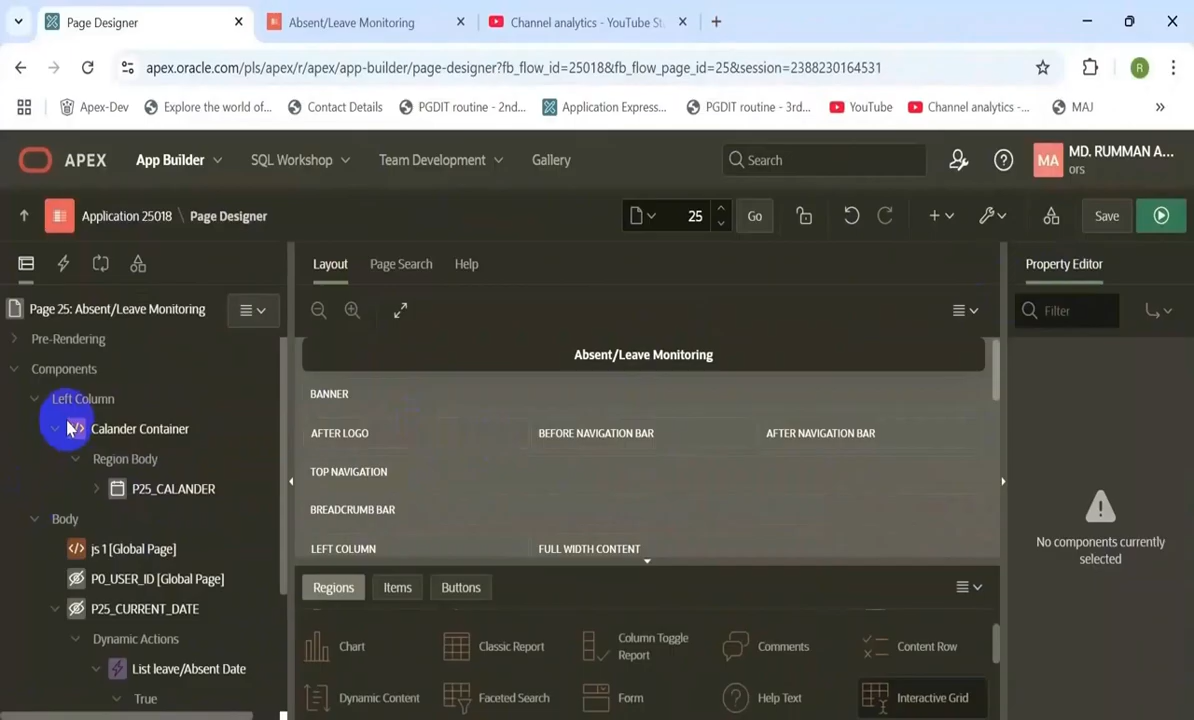 Page Designer
Absent/Leave Monitoring
Channel analytics - YouTube St
apex.oracle.com/pls/apex/r/apex/app-builder/page-designer?fb_flow_id=25018&fb_flow_page_id=25&session=2388230164531
R
Apex-Dev
Explore the world of...
Contact Details
PGDIT routine - 2nd...
Application Express...
PGDIT routine - 3rd...
YouTube
Channel analytics -...
MAJ
APEX
App Builder
SQL Workshop
Team Development
Gallery
Search
MA
MD. RUMMAN A...
ors
Application 25018 \ Page Designer
25
Go
Save
Layout
Page Search
Help
Property Editor
Page 25: Absent/Leave Monitoring
Filter
Pre-Rendering
Components
Left Column
Calander Container
Region Body
P25_CALANDER
Body
js 1 [Global Page]
P0_USER_ID [Global Page]
P25_CURRENT_DATE
Dynamic Actions
List leave/Absent Date
True
Absent/Leave Monitoring
BANNER
AFTER LOGO
BEFORE NAVIGATION BAR
AFTER NAVIGATION BAR
TOP NAVIGATION
BREADCRUMB BAR
LEFT COLUMN
FULL WIDTH CONTENT
Regions
Items
Buttons
Chart
Classic Report
Column Toggle
Report
Comments
Content Row
Dynamic Content
Faceted Search
Form
Help Text
Interactive Grid
No components currently
selected